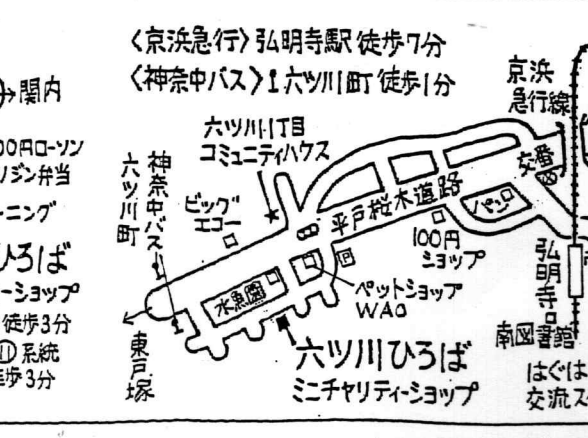 〈京浜急行〉弘明寺駅 徒歩7分
〈神奈中バス〉六ツ川町 徒歩1分
→関内
00円ローソン
ジン弁当
ーニング
ひろば
ーショップ
徒歩3分
⑪系統
徒歩3分
神奈中バス
六ツ川町
六ツ川1丁目
コミュニティハウス
ビッグ
エコー
平戸桜木道路
京浜
急行線
交番
パン
100円
ショップ
水魚園
ペットショップ
WAO
東戸塚
六ツ川ひろば
ミニチャリティーショップ
弘明寺
南図書館
はぐは
交流ス